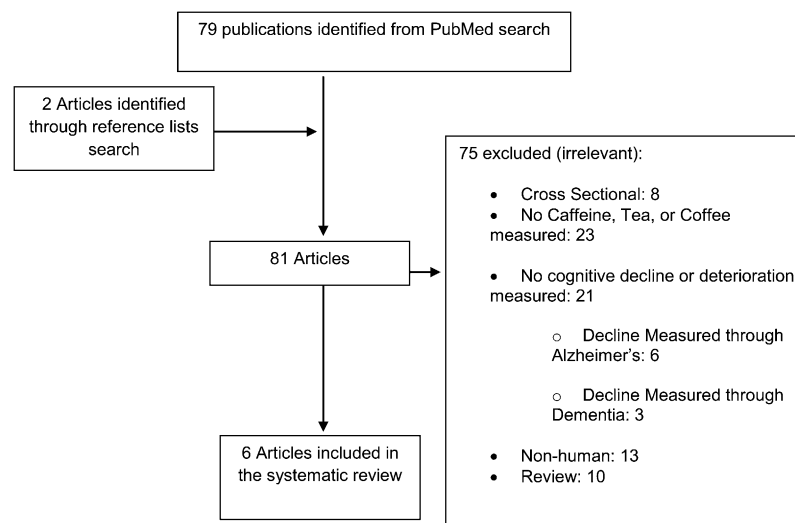 79 publications identified from PubMed search
2 Articles identified
through reference lists
search
75 excluded (irrelevant):
• Cross Sectional: 8
• No Caffeine, Tea, or Coffee
measured: 23
81 Articles
• No cognitive decline or deterioration
measured: 21
o Decline Measured through
Alzheimer's: 6
o Decline Measured through
Dementia: 3
• Non-human: 13
• Review: 10
6 Articles included in
the systematic review